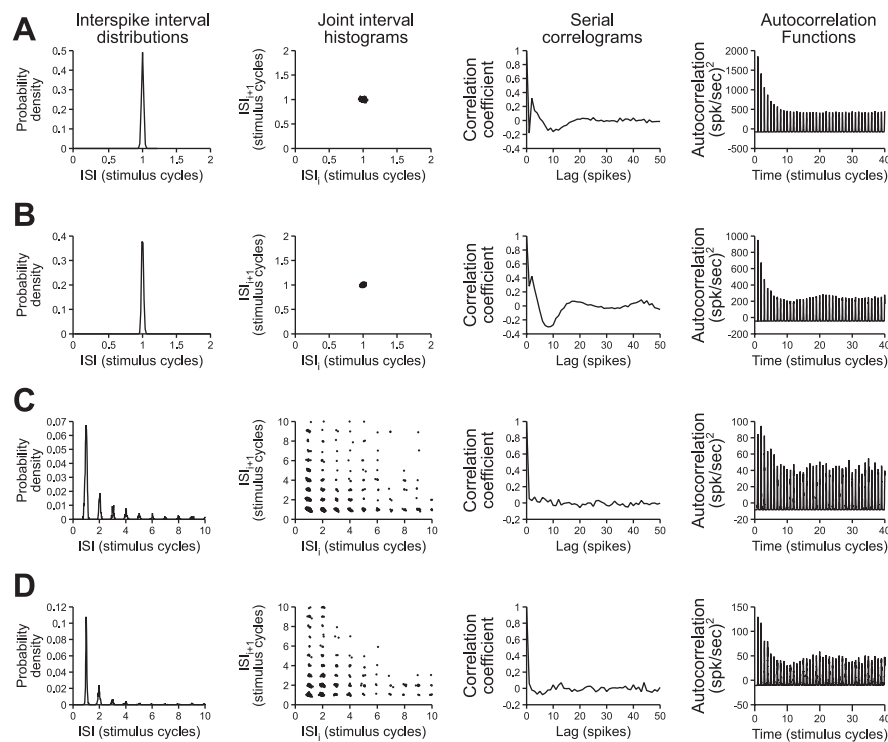 Interspike interval
distributions
Joint interval
histograms
Serial
correlograms
Autocorrelation
Functions
A
Probability
density
0.5
0.4
0.3
0.2
0.1
0
0 0.5 1 1.5 2
ISI (stimulus cycles)
ISIi+1
(stimulus cycles)
2
1.5
1
0.5
0
0 0.5 1 1.5 2
ISIi (stimulus cycles)
Correlation
coefficient
1
0.8
0.6
0.4
0.2
0
-0.2
-0.4
0 10 20 30 40 50
Lag (spikes)
Autocorrelation
(spk/sec)2
2000
1500
1000
500
0
-500
0 10 20 30 40
Time (stimulus cycles)
B
Probability
density
0.4
0.3
0.2
0.1
0
0 0.5 1 1.5 2
ISI (stimulus cycles)
ISIi+1
(stimulus cycles)
2
1.5
1
0.5
0
0 0.5 1 1.5 2
ISIi (stimulus cycles)
Correlation
coefficient
1
0.8
0.6
0.4
0.2
0
-0.2
-0.4
0 10 20 30 40 50
Lag (spikes)
Autocorrelation
(spk/sec)2
1000
800
600
400
200
0
-200
0 10 20 30 40
Time (stimulus cycles)
C
Probability
density
0.07
0.06
0.05
0.04
0.03
0.02
0.01
0
0 2 4 6 8 10
ISI (stimulus cycles)
ISIi+1
(stimulus cycles)
10
8
6
4
2
0
0 2 4 6 8 10
ISIi (stimulus cycles)
Correlation
coefficient
1
0.8
0.6
0.4
0.2
0
-0.2
0 10 20 30 40 50
Lag (spikes)
Autocorrelation
(spk/sec)2
100
80
60
40
20
0
-20
0 10 20 30 40
Time (stimulus cycles)
D
Probability
density
0.12
0.1
0.08
0.06
0.04
0.02
0
0 2 4 6 8 10
ISI (stimulus cycles)
ISIi+1
(stimulus cycles)
10
8
6
4
2
0
0 2 4 6 8 10
ISIi (stimulus cycles)
Correlation
coefficient
1
0.8
0.6
0.4
0.2
0
-0.2
0 10 20 30 40 50
Lag (spikes)
Autocorrelation
(spk/sec)2
150
100
50
0
-50
0 10 20 30 40
Time (stimulus cycles)